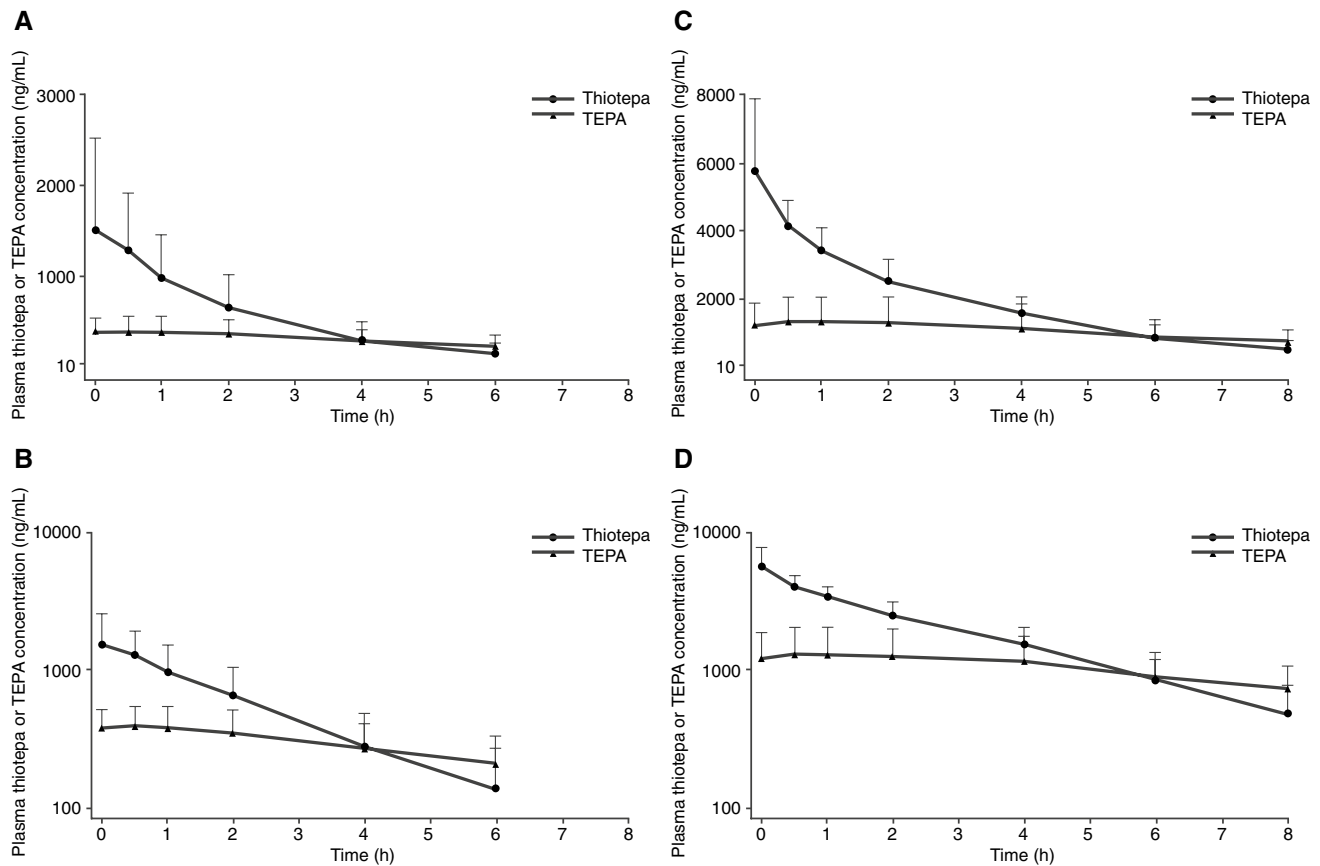 A
Plasma thiotepa or TEPA concentration (ng/mL)
3000
2000
1000
10
0 1 2 3 4 5 6 7 8
Time (h)
Thiotepa
TEPA
B
Plasma thiotepa or TEPA concentration (ng/mL)
10000
1000
100
0 1 2 3 4 5 6 7 8
Time (h)
Thiotepa
TEPA
C
Plasma thiotepa or TEPA concentration (ng/mL)
8000
6000
4000
2000
10
0 1 2 3 4 5 6 7 8
Time (h)
Thiotepa
TEPA
D
Plasma thiotepa or TEPA concentration (ng/mL)
10000
1000
100
0 1 2 3 4 5 6 7 8
Time (h)
Thiotepa
TEPA